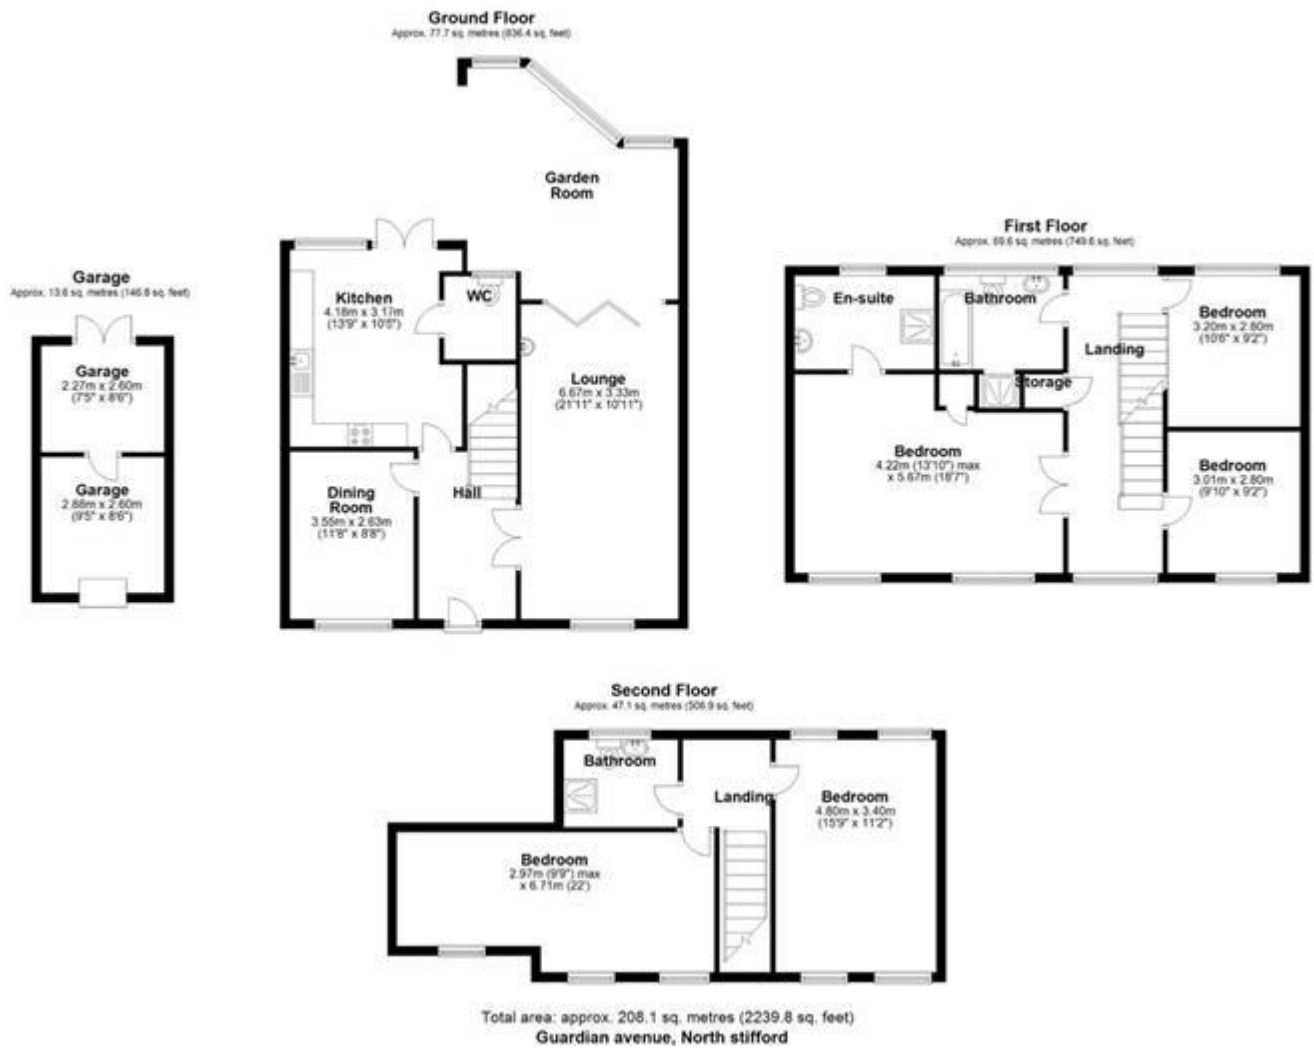 Ground Floor
Approx. 77.7 sq. metres (836.4 sq. feet)
Garden
Room
Kitchen
4.18m x 3.17m
(13'9" x 10'5")
WC
Lounge
6.67m x 3.33m
(21'11" x 10'11")
Dining
Room
3.55m x 2.63m
(11'8" x 8'8")
Hall
Garage
Approx. 13.6 sq. metres (146.8 sq. feet)
Garage
2.27m x 2.60m
(7'5" x 8'6")
Garage
2.88m x 2.60m
(9'5" x 8'6")
First Floor
Approx. 69.6 sq. metres (749.6 sq. feet)
En-suite
Bathroom
Bedroom
3.20m x 2.80m
(10'6" x 9'2")
Landing
Storage
Bedroom
4.22m (13'10") max
x 5.67m (18'7")
Bedroom
3.01m x 2.80m
(9'10" x 9'2")
Second Floor
Approx. 47.1 sq. metres (506.9 sq. feet)
Bathroom
Landing
Bedroom
4.80m x 3.40m
(15'9" x 11'2")
Bedroom
2.97m (9'9") max
x 6.71m (22')
Total area: approx. 208.1 sq. metres (2239.8 sq. feet)
Guardian avenue, North stifford